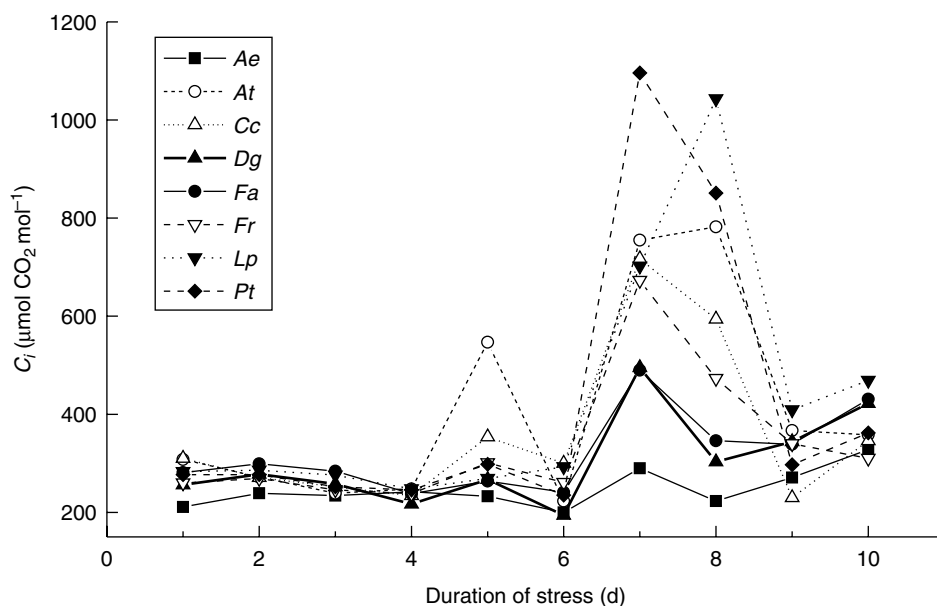 1200
1000
800
600
400
200
C_i (μmol CO₂ mol⁻¹)
Ae
At
Cc
Dg
Fa
Fr
Lp
Pt
0 2 4 6 8 10
Duration of stress (d)